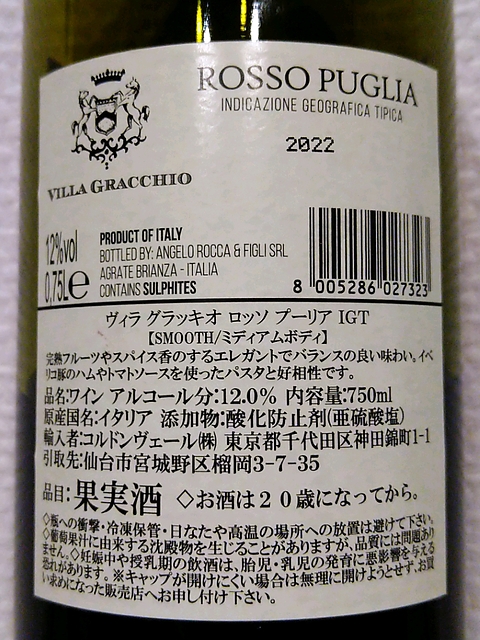 ROSSO PUGLIA
INDICAZIONE GEOGRAFICA TIPICA
2022
VILLA GRACCHIO
12%vol
0,75L e
PRODUCT OF ITALY
BOTTLED BY: ANGELO ROCCA & FIGLI SRL
AGRATE BRIANZA - ITALIA
CONTAINS SULPHITES
8 005286 027323
ヴィラ グラッキオ ロッソ プーリア IGT
【SMOOTH/ミディアムボディ】
完熟フルーツやスパイス香のするエレガントでバランスの良い味わい。イベ
リコ豚のハムやトマトソースを使ったパスタと好相性です。
品名:ワイン アルコール分:12.0% 内容量:750ml
原産国名:イタリア 添加物:酸化防止剤(亜硫酸塩)
輸入者:コルドンヴェール㈱ 東京都千代田区神田錦町1-1
引取先:仙台市宮城野区榴岡3-7-35
品目:果実酒 ◇お酒は20歳になってから。
◇瓶への衝撃・冷凍保管・日なたや高温の場所への放置は避けて下さい。
◇葡萄果汁に由来する沈殿物を生じることがありますが、品質には問題あり
ません。◇妊娠中や授乳期の飲酒は、胎児・乳児の発育に悪影響を与える
恐れがあります。※キャップが開けにくい場合は無理に開けようとせず、お買
い求めになった販売店へお申し付け下さい。